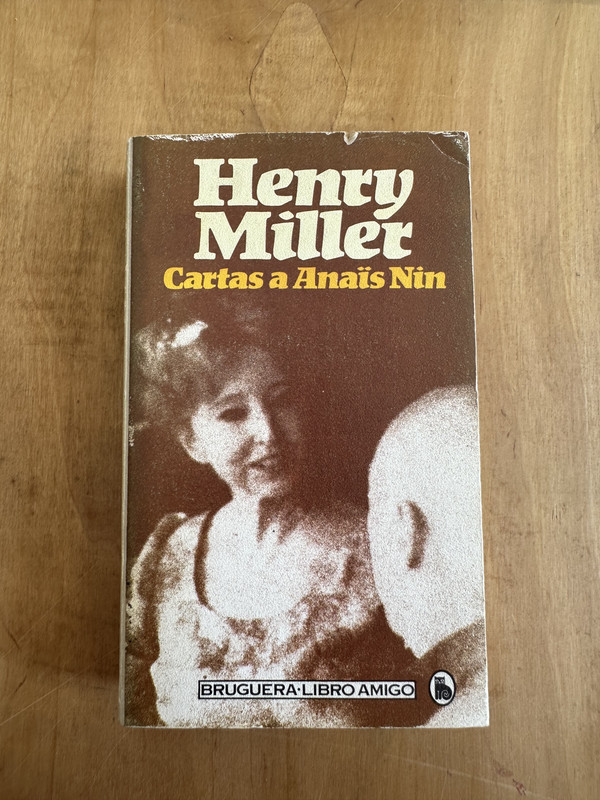 Henry
Miller
Cartas a Anaïs Nin
BRUGUERA·LIBRO AMIGO